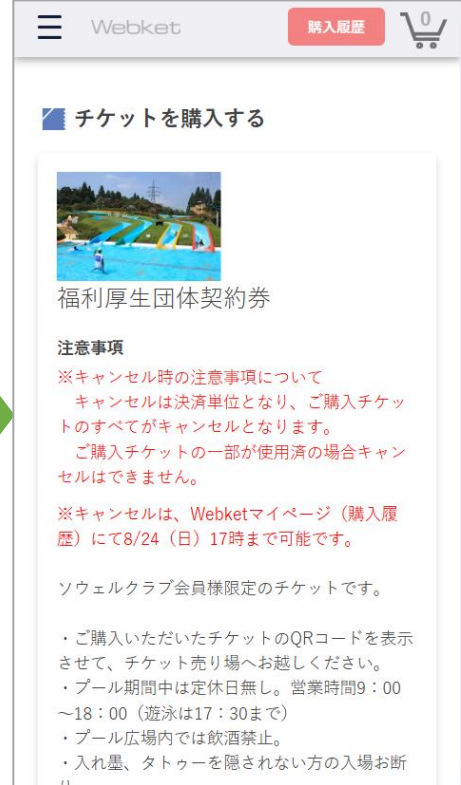 Webket
購入履歴
0
チケットを購入する
福利厚生団体契約券
注意事項
※キャンセル時の注意事項について
　キャンセルは決済単位となり、ご購入チケッ
トのすべてがキャンセルとなります。
　ご購入チケットの一部が使用済の場合キャン
セルはできません。
※キャンセルは、Webketマイページ（購入履
歴）にて8/24（日）17時まで可能です。
ソウェルクラブ会員様限定のチケットです。
・ご購入いただいたチケットのQRコードを表示
させて、チケット売り場へお越しください。
・プール期間中は定休日無し。営業時間9：00
～18：00（遊泳は17：30まで）
・プール広場内では飲酒禁止。
・入れ墨、タトゥーを隠されない方の入場お断